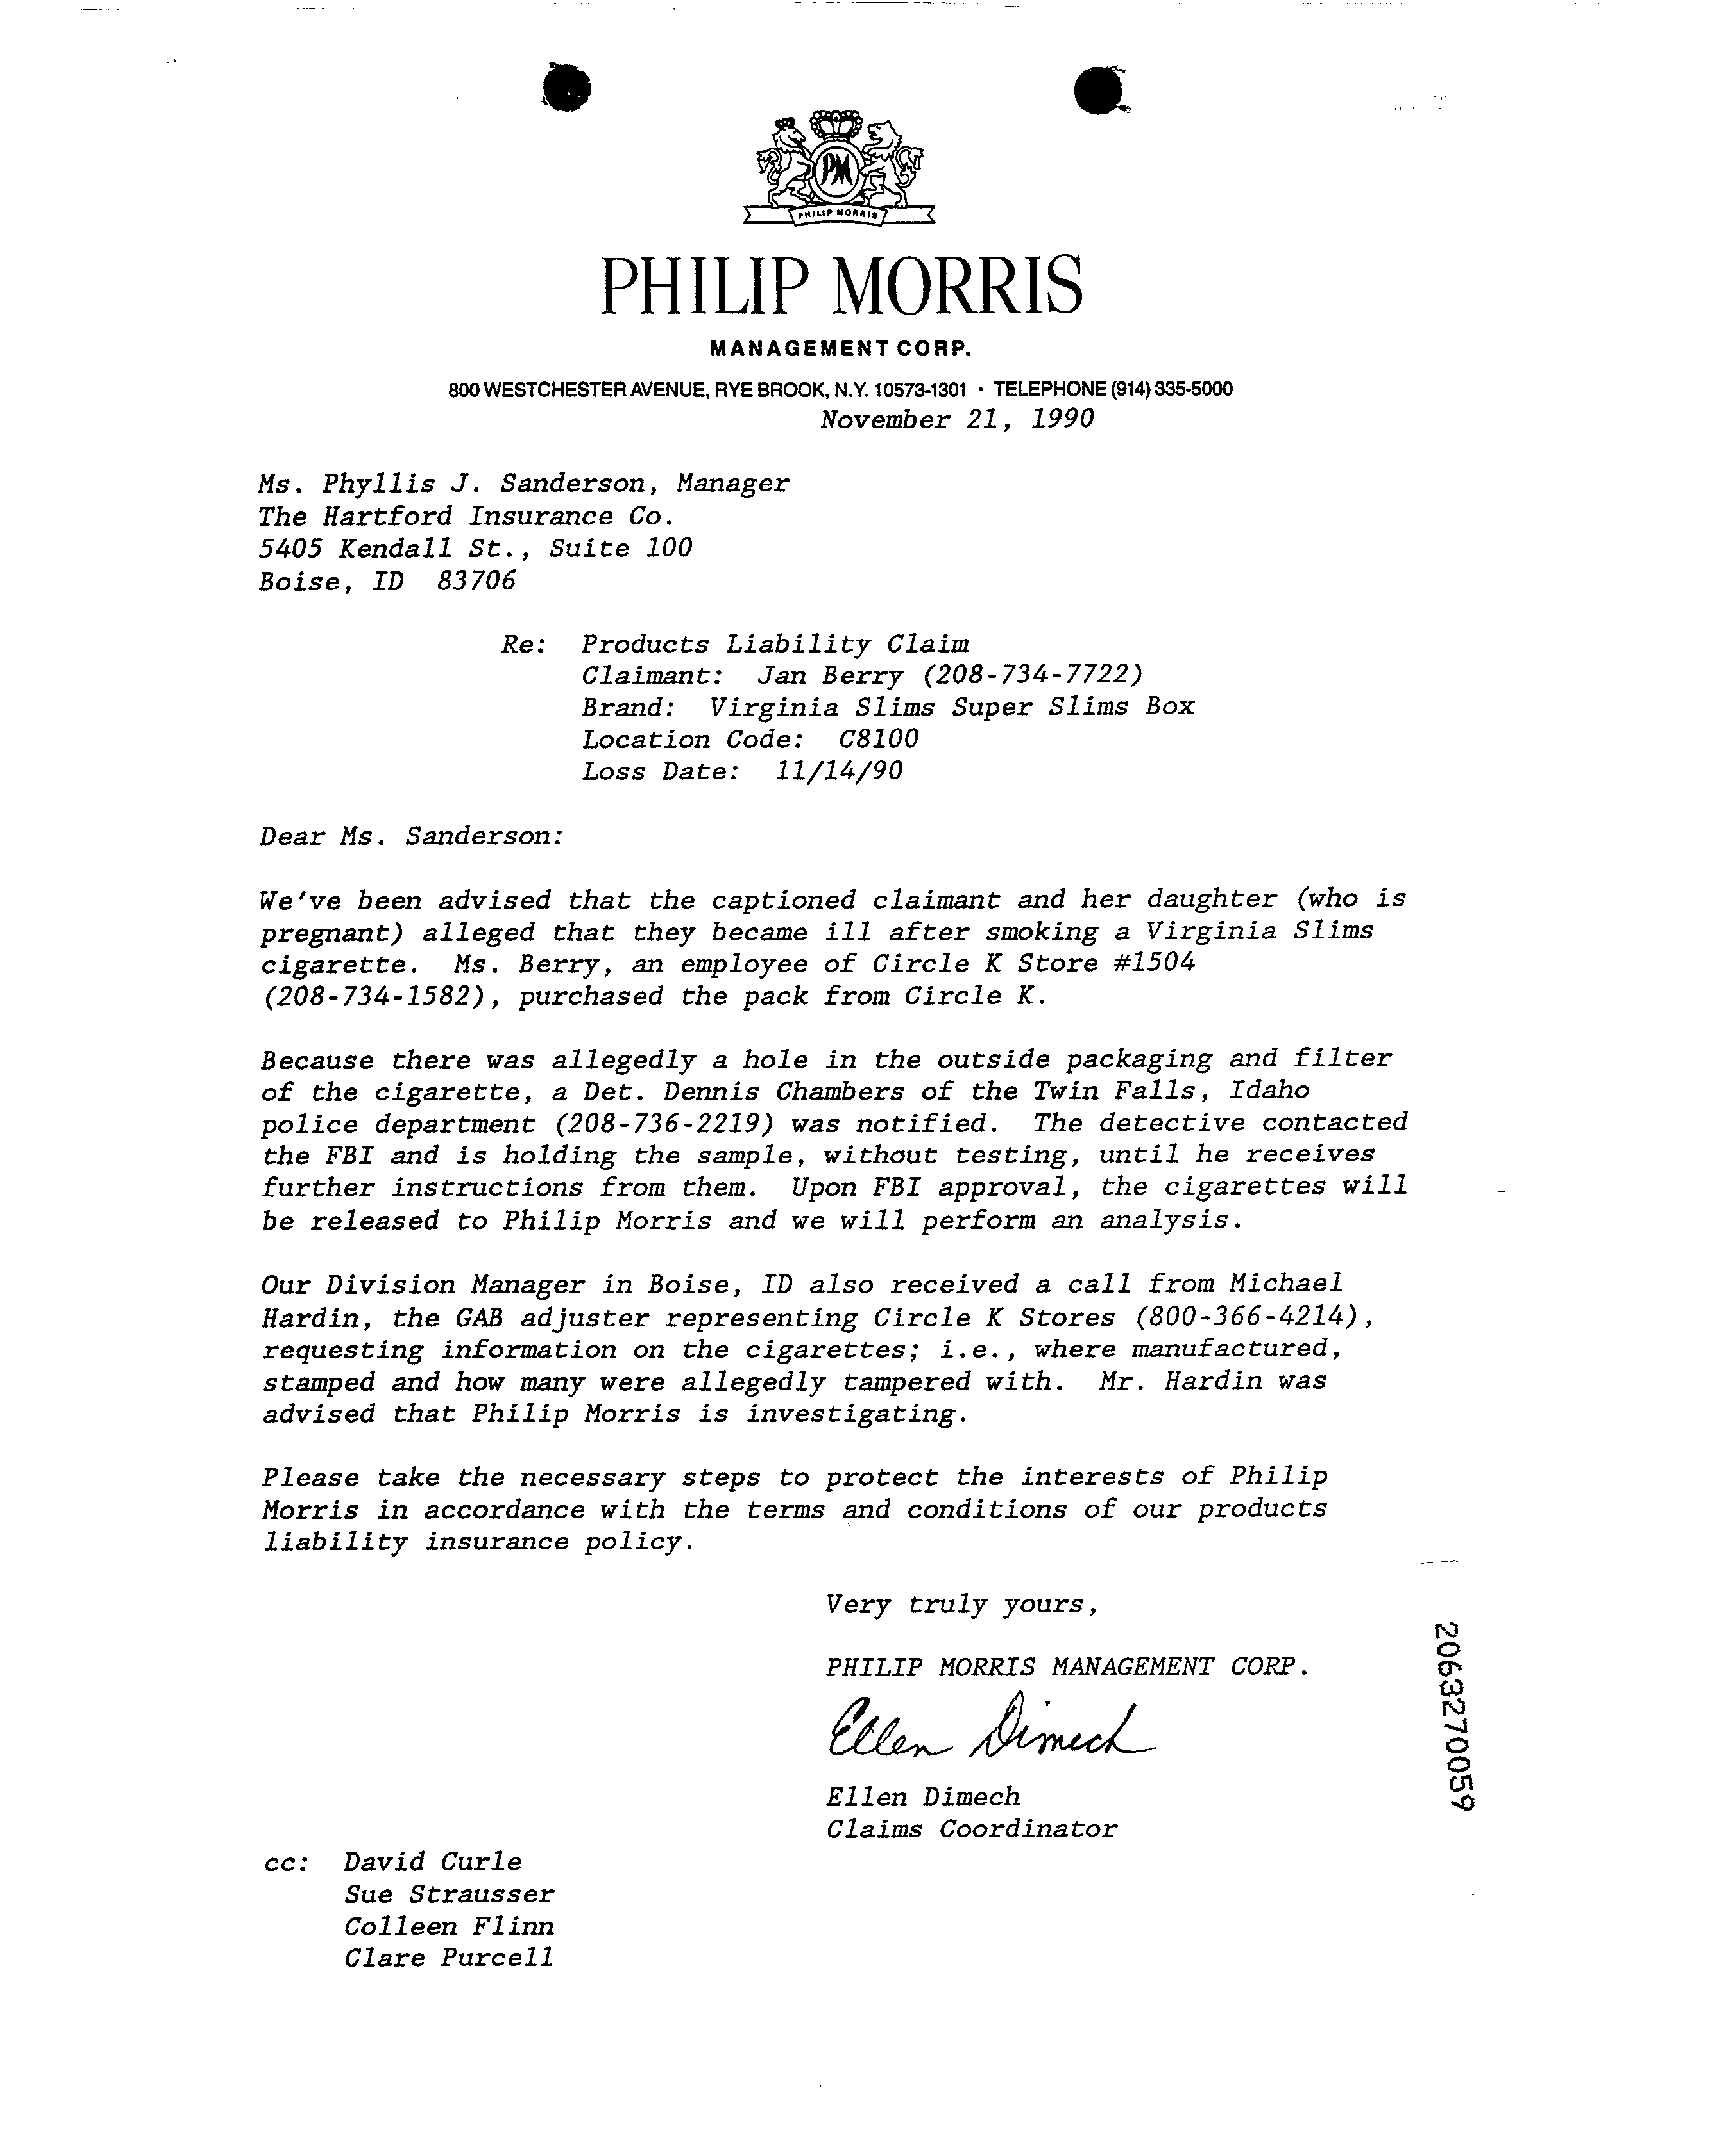 PM
PHILIP MORRIS
PHILIP MORRIS
MANAGEMENT CORP.
800 WESTCHESTER AVENUE, RYE BROOK, N.Y. 10573-1301 · TELEPHONE (914) 335-5000
November 21, 1990
Ms. Phyllis J. Sanderson, Manager
The Hartford Insurance Co.
5405 Kendall St., Suite 100
Boise, ID 83706
Re: Products Liability Claim
Claimant: Jan Berry (208-734-7722)
Brand: Virginia Slims Super Slims Box
Location Code: C8100
Loss Date: 11/14/90
Dear Ms. Sanderson:
We've been advised that the captioned claimant and her daughter (who is
pregnant) alleged that they became ill after smoking a Virginia Slims
cigarette. Ms. Berry, an employee of Circle K Store #1504
(208-734-1582), purchased the pack from Circle K.
Because there was allegedly a hole in the outside packaging and filter
of the cigarette, a Det. Dennis Chambers of the Twin Falls, Idaho
police department (208-736-2219) was notified. The detective contacted
the FBI and is holding the sample, without testing, until he receives
further instructions from them. Upon FBI approval, the cigarettes will
be released to Philip Morris and we will perform an analysis.
Our Division Manager in Boise, ID also received a call from Michael
Hardin, the GAB adjuster representing Circle K Stores (800-366-4214),
requesting information on the cigarettes; i.e., where manufactured,
stamped and how many were allegedly tampered with. Mr. Hardin was
advised that Philip Morris is investigating.
Please take the necessary steps to protect the interests of Philip
Morris in accordance with the terms and conditions of our products
liability insurance policy.
Very truly yours,
PHILIP MORRIS MANAGEMENT CORP.
Ellen Dimech
Ellen Dimech
Claims Coordinator
cc: David Curle
Sue Strausser
Colleen Flinn
Clare Purcell
2063270059